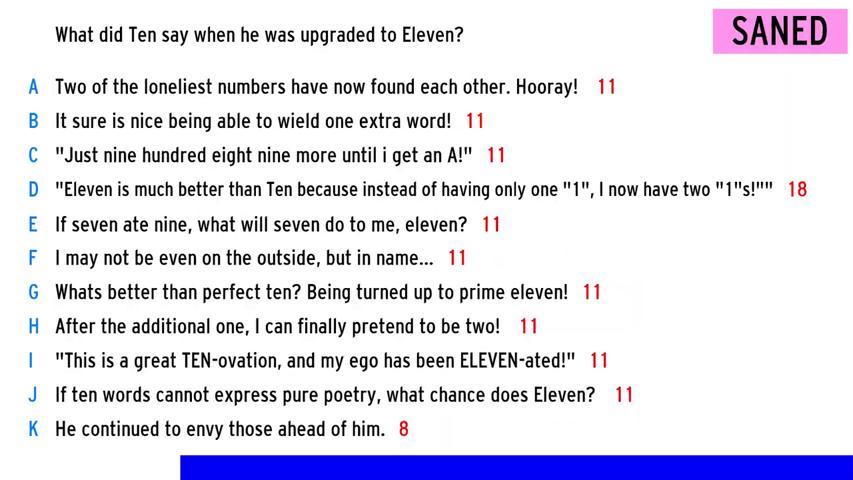 What did Ten say when he was upgraded to Eleven?
SANED
A Two of the loneliest numbers have now found each other. Hooray! 11
B It sure is nice being able to wield one extra word! 11
C "Just nine hundred eight nine more until i get an A!" 11
D "Eleven is much better than Ten because instead of having only one "1", I now have two "1"s!"" 18
E If seven ate nine, what will seven do to me, eleven? 11
F I may not be even on the outside, but in name... 11
G Whats better than perfect ten? Being turned up to prime eleven! 11
H After the additional one, I can finally pretend to be two! 11
I "This is a great TEN-ovation, and my ego has been ELEVEN-ated!" 11
J If ten words cannot express pure poetry, what chance does Eleven? 11
K He continued to envy those ahead of him. 8